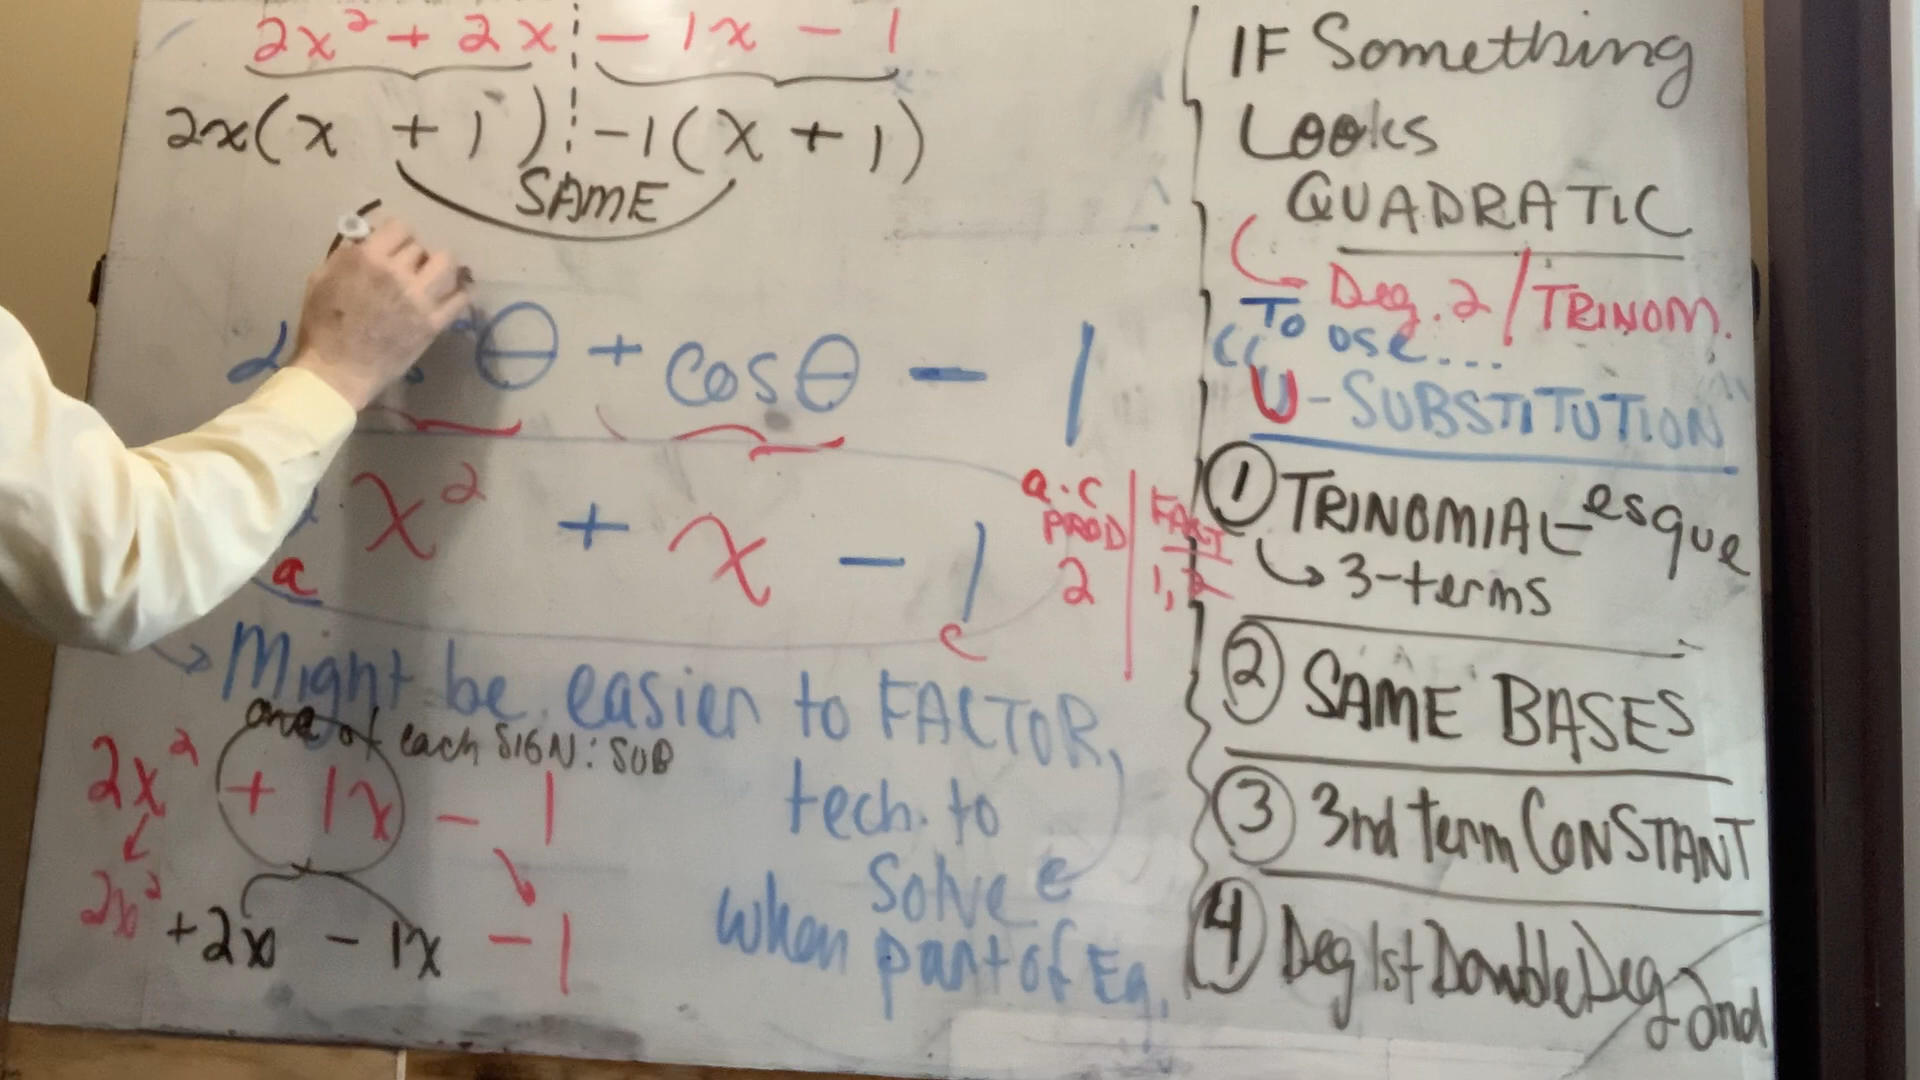 2x² + 2x - 1x - 1
2x(x + 1) -1(x + 1)
SAME
²θ + cosθ - 1
x² + x - 1
a
c
a·c
PROD
2
FACT
1, 2
Might be easier to FACTOR,
tech. to
Solve
when part of Eq.
one of each SIGN: SUB
2x² + 1x - 1
2x² +2x - 1x - 1
IF Something
Looks
QUADRATIC
Deg. 2 / TRINOM.
To use...
U-SUBSTITUTION
① TRINOMIAL-esque
3-terms
② SAME BASES
③ 3rd term CONSTANT
④ Deg 1st Double Deg 2nd